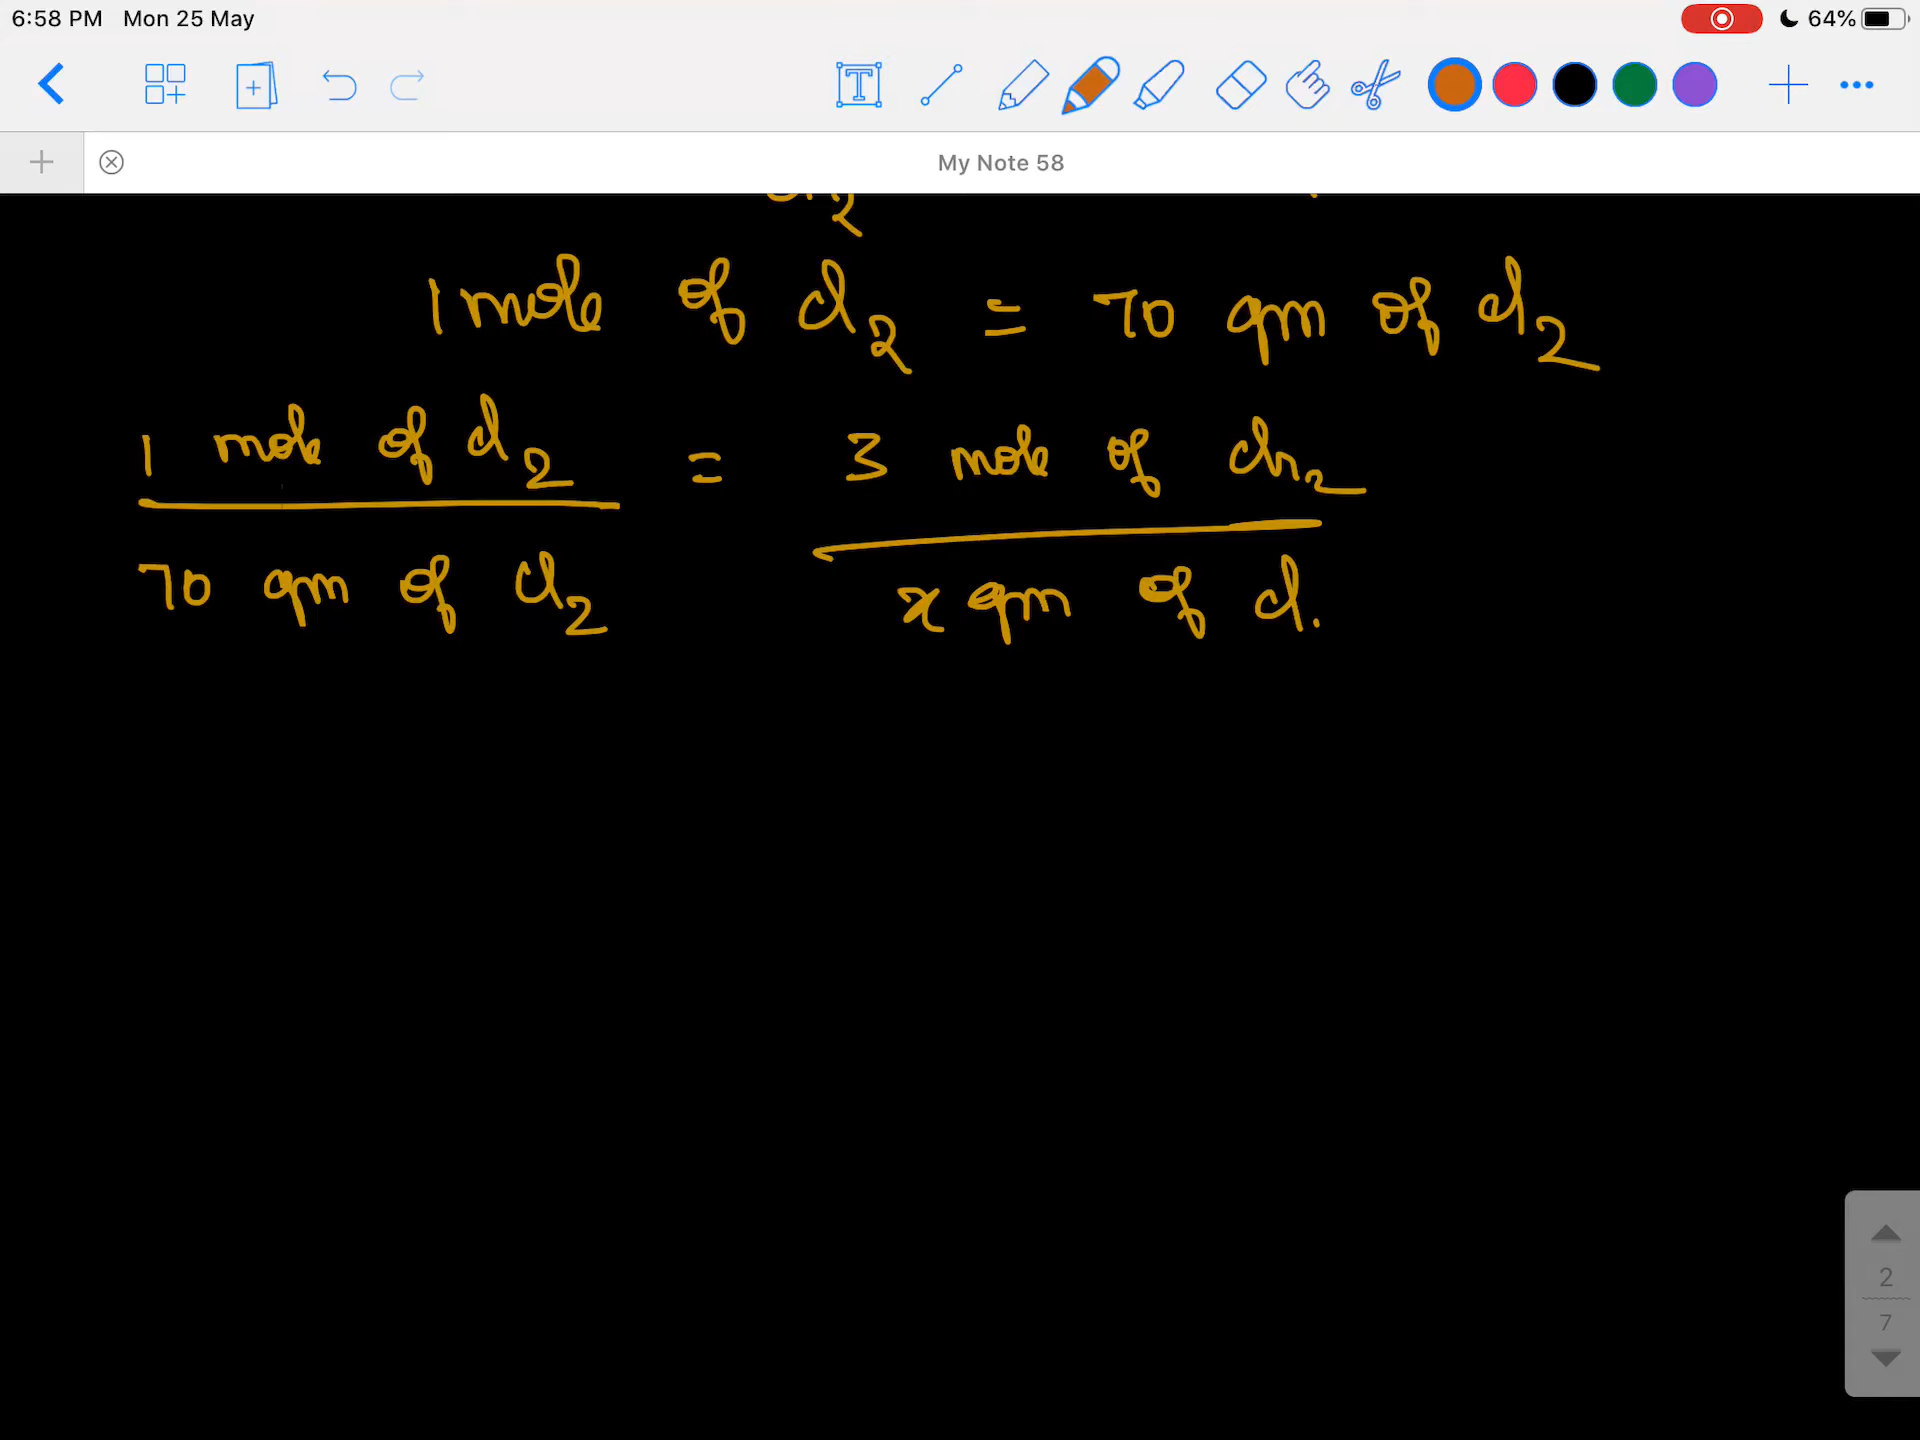 6:58 PM Mon 25 May 64%
T
My Note 58
1 mole of Cl2 = 70 gm of Cl2
1 mole of Cl2 = 3 mole of Cl2
70 gm of Cl2 x gm of Cl.
2
7